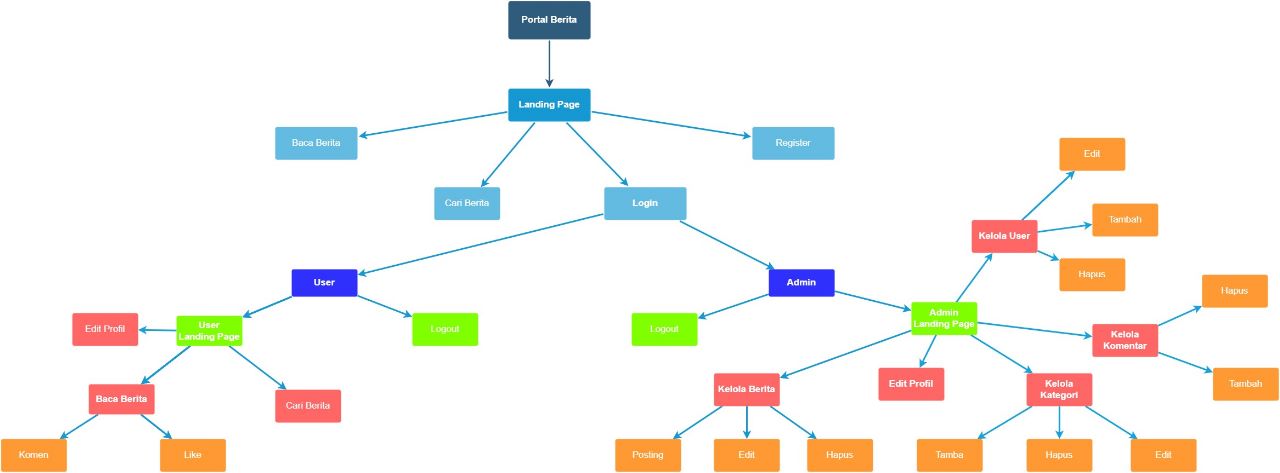 Portal Berita
Landing Page
Baca Berita
Register
Cari Berita
Login
Edit
Tambah
Kelola User
Hapus
User
Admin
Hapus
Edit Profil
User
Landing Page
Logout
Logout
Admin
Landing Page
Kelola
Komentar
Tambah
Baca Berita
Cari Berita
Kelola Berita
Edit Profil
Kelola
Kategori
Komen
Like
Posting
Edit
Hapus
Tamba
Hapus
Edit